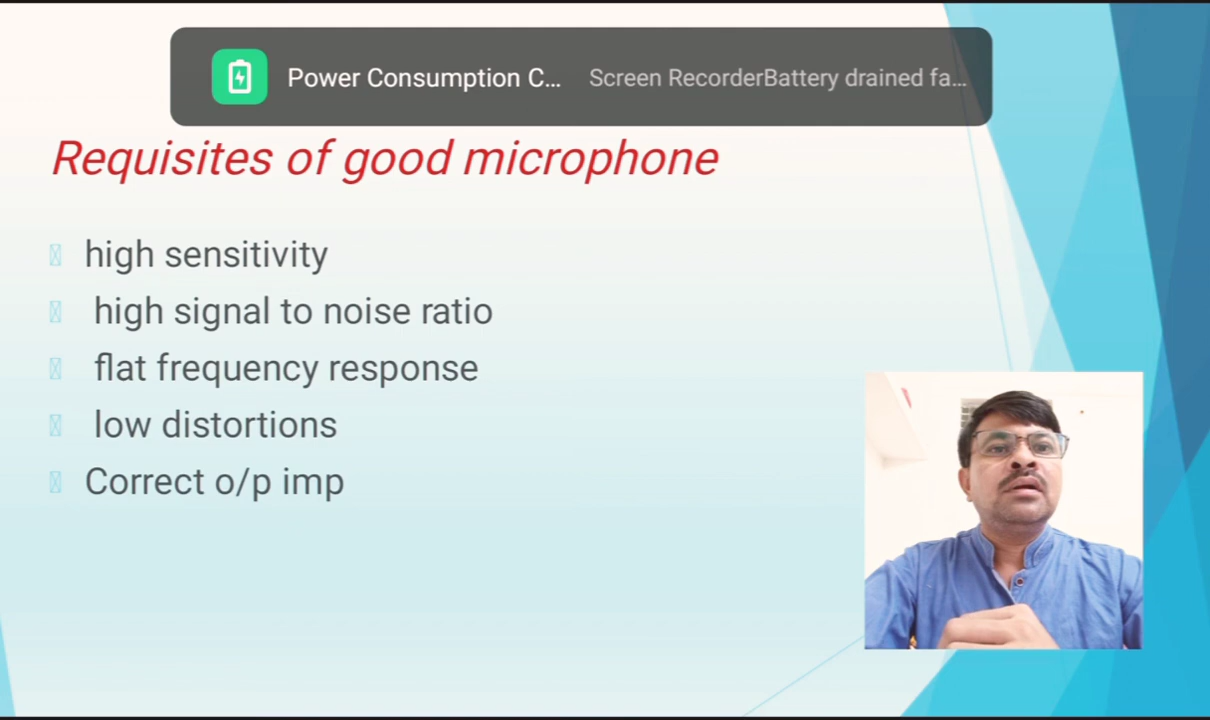 Power Consumption C... Screen RecorderBattery drained fa...
Requisites of good microphone
high sensitivity
high signal to noise ratio
flat frequency response
low distortions
Correct o/p imp